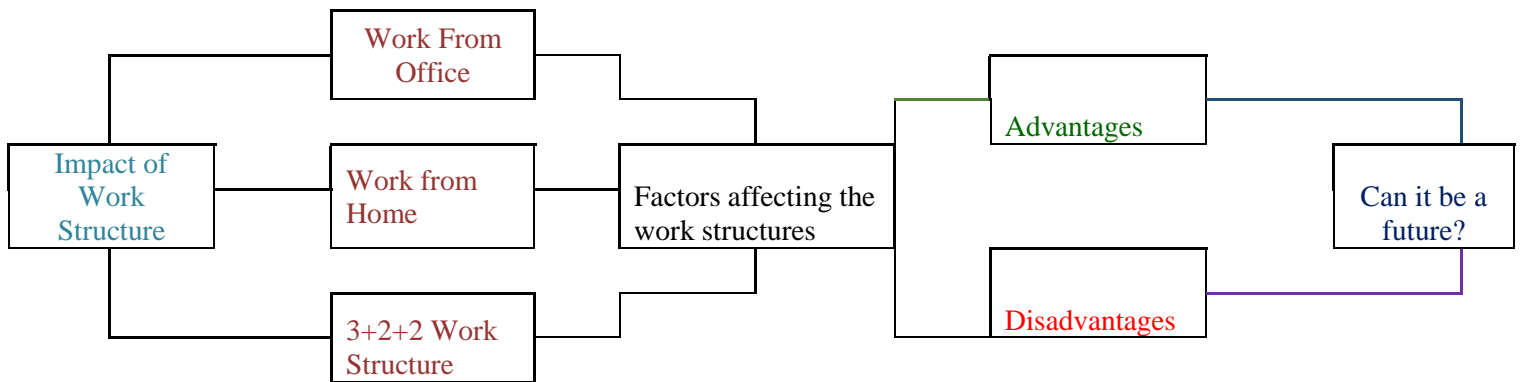 Work From
Office
Impact of
Work
Structure
Work from
Home
3+2+2 Work
Structure
Factors affecting the
work structures
Advantages
Disadvantages
Can it be a
future?